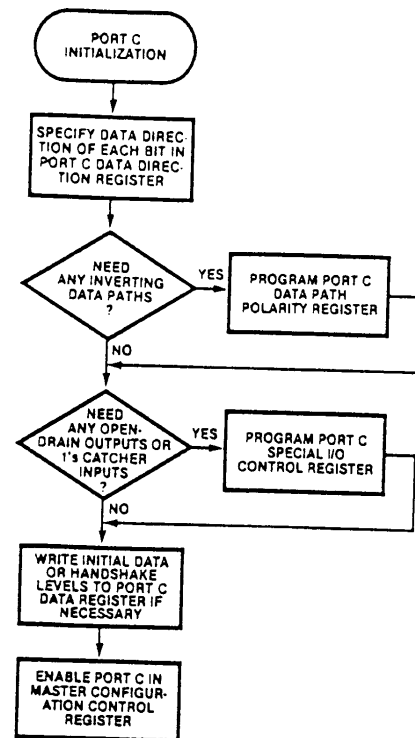 PORT C
INITIALIZATION
SPECIFY DATA DIREC-
TION OF EACH BIT IN
PORT C DATA DIREC-
TION REGISTER
NEED
ANY INVERTING
DATA PATHS
?
YES
PROGRAM PORT C
DATA PATH
POLARITY REGISTER
NO
NEED
ANY OPEN-
DRAIN OUTPUTS OR
1's CATCHER
INPUTS
?
YES
PROGRAM PORT C
SPECIAL I/O
CONTROL REGISTER
NO
WRITE INITIAL DATA
OR HANDSHAKE
LEVELS TO PORT C
DATA REGISTER IF
NECESSARY
ENABLE PORT C IN
MASTER CONFIGUR-
ATION CONTROL
REGISTER